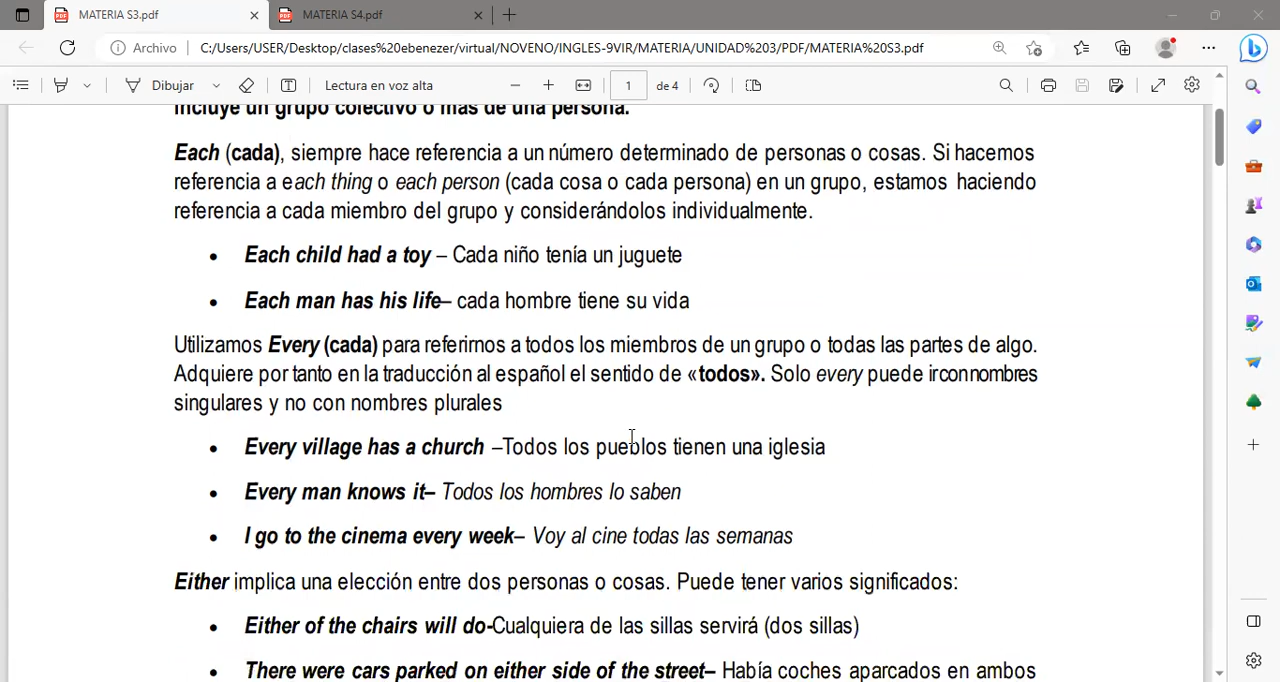 MATERIA S3.pdf
MATERIA S4.pdf
Archivo
C:/Users/USER/Desktop/clases%20ebenezer/virtual/NOVENO/INGLES-9VIR/MATERIA/UNIDAD%203/PDF/MATERIA%20S3.pdf
Dibujar
Lectura en voz alta
1
de 4
incluye un grupo colectivo o más de una persona.
Each (cada), siempre hace referencia a un número determinado de personas o cosas. Si hacemos
referencia a each thing o each person (cada cosa o cada persona) en un grupo, estamos haciendo
referencia a cada miembro del grupo y considerándolos individualmente.
• Each child had a toy – Cada niño tenía un juguete
• Each man has his life– cada hombre tiene su vida
Utilizamos Every (cada) para referirnos a todos los miembros de un grupo o todas las partes de algo.
Adquiere por tanto en la traducción al español el sentido de «todos». Solo every puede ir con nombres
singulares y no con nombres plurales
• Every village has a church –Todos los pueblos tienen una iglesia
• Every man knows it– Todos los hombres lo saben
• I go to the cinema every week– Voy al cine todas las semanas
Either implica una elección entre dos personas o cosas. Puede tener varios significados:
• Either of the chairs will do-Cualquiera de las sillas servirá (dos sillas)
• There were cars parked on either side of the street– Había coches aparcados en ambos